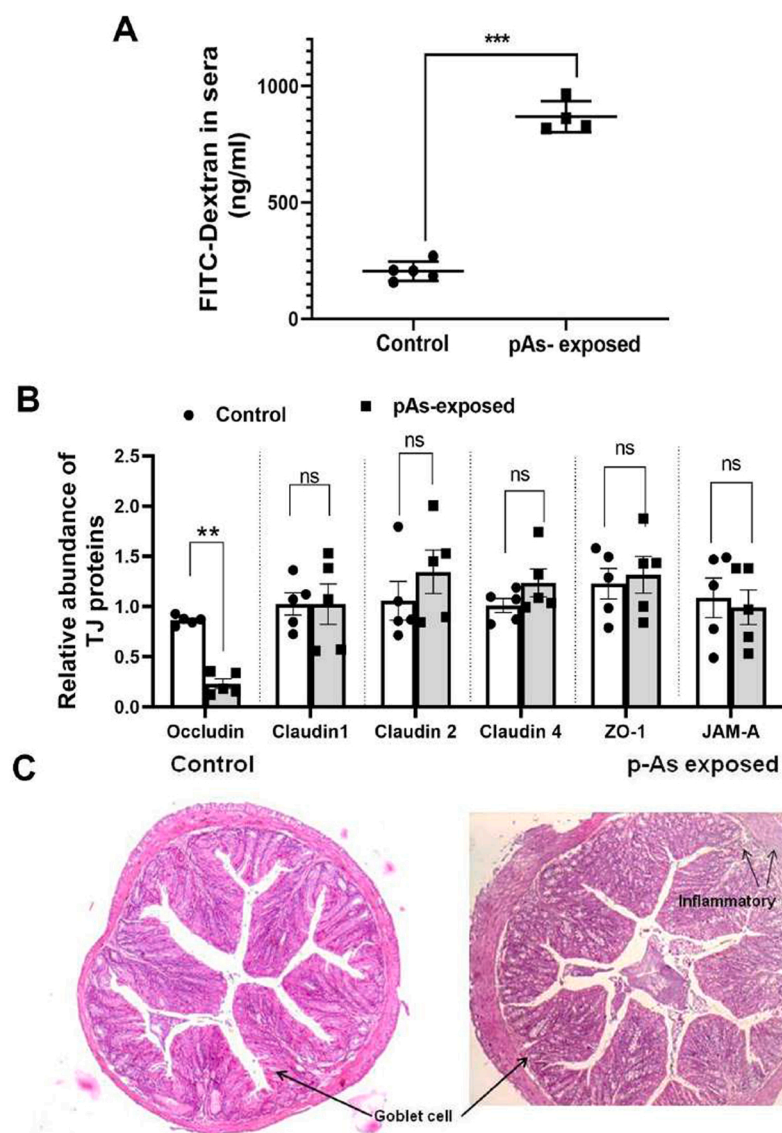 A
***
FITC-Dextran in sera
(ng/ml)
1000
500
0
Control
pAs- exposed
B
Control
pAs-exposed
Relative abundance of
TJ proteins
2.5
2.0
1.5
1.0
0.5
0.0
**
ns
ns
ns
ns
ns
Occludin
Claudin1
Claudin 2
Claudin 4
ZO-1
JAM-A
C
Control
p-As exposed
Inflammatory
Goblet cell